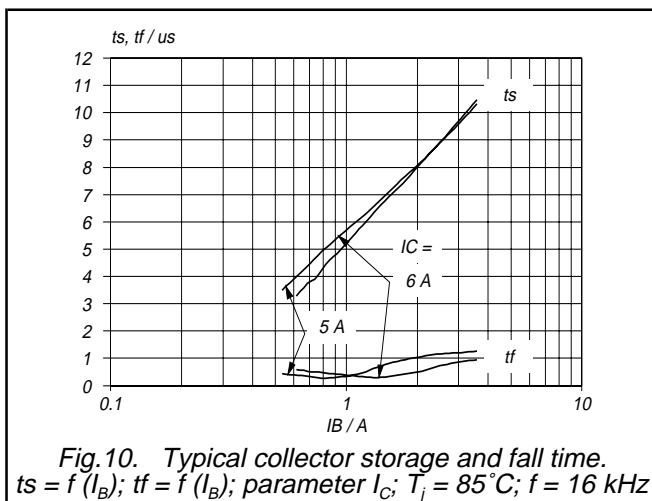 ts, tf / us
12
11
10
9
8
7
6
5
4
3
2
1
0
ts
IC =
6 A
5 A
tf
0.1 1 10
IB / A
Fig.10. Typical collector storage and fall time.
ts = f (IB); tf = f (IB); parameter IC; Tj = 85˚C; f = 16 kHz